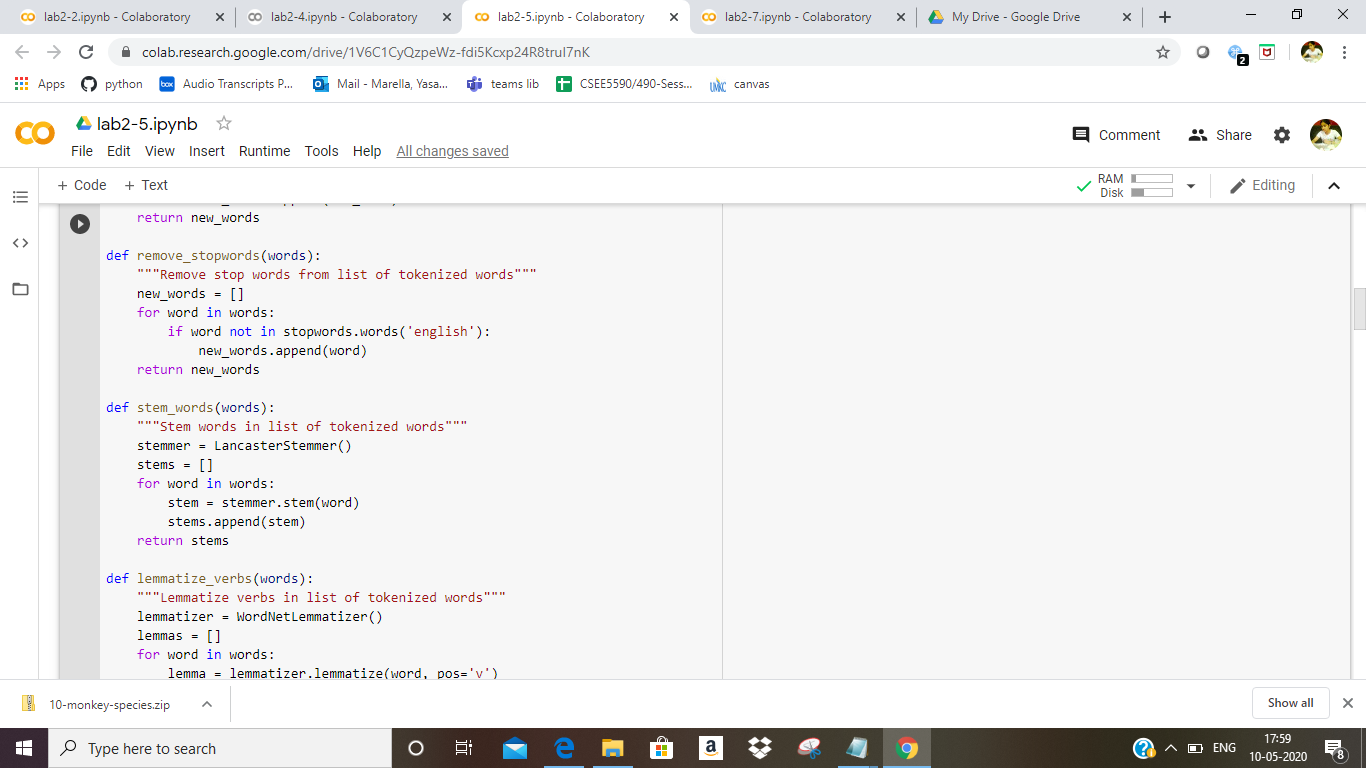 lab2-2.ipynb - Colaboratory
lab2-4.ipynb - Colaboratory
lab2-5.ipynb - Colaboratory
lab2-7.ipynb - Colaboratory
My Drive - Google Drive
colab.research.google.com/drive/1V6C1CyQzpeWz-fdi5Kcxp24R8truI7nK
2
Apps
python
box
Audio Transcripts P...
Mail - Marella, Yasa...
teams lib
CSEE5590/490-Sess...
UMKC
canvas
lab2-5.ipynb
File Edit View Insert Runtime Tools Help All changes saved
Comment
Share
+ Code + Text
RAM
Disk
Editing
return new_words
def remove_stopwords(words):
"""Remove stop words from list of tokenized words"""
new_words = []
for word in words:
if word not in stopwords.words('english'):
new_words.append(word)
return new_words
def stem_words(words):
"""Stem words in list of tokenized words"""
stemmer = LancasterStemmer()
stems = []
for word in words:
stem = stemmer.stem(word)
stems.append(stem)
return stems
def lemmatize_verbs(words):
"""Lemmatize verbs in list of tokenized words"""
lemmatizer = WordNetLemmatizer()
lemmas = []
for word in words:
lemma = lemmatizer.lemmatize(word, pos='v')
10-monkey-species.zip
Show all
Type here to search
ENG
17:59
10-05-2020
8